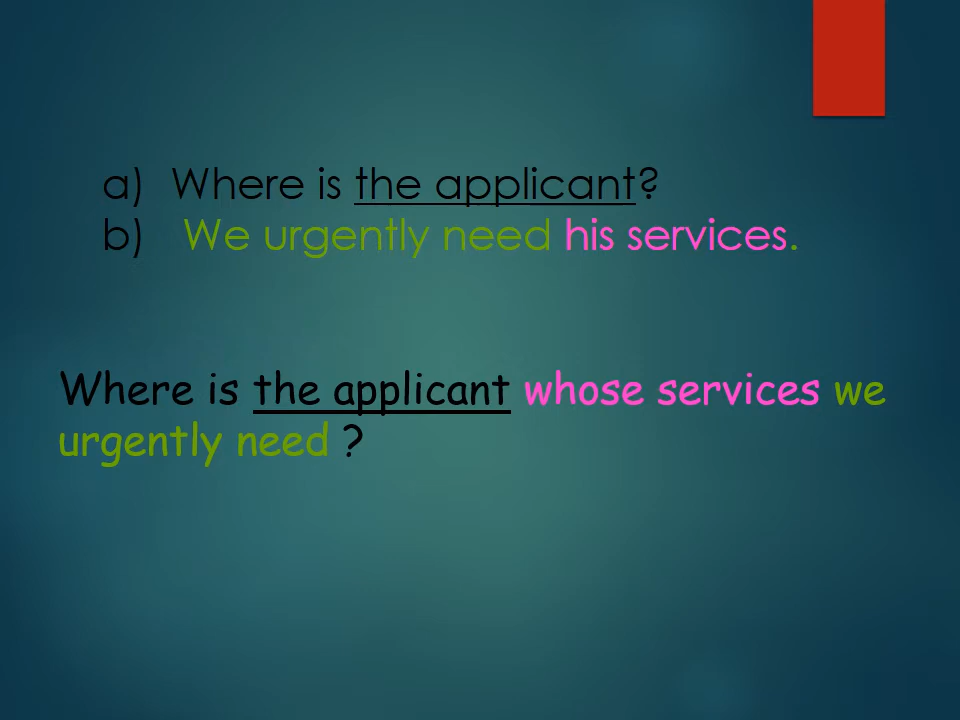 a) Where is the applicant?
b) We urgently need his services.
Where is the applicant whose services we
urgently need ?